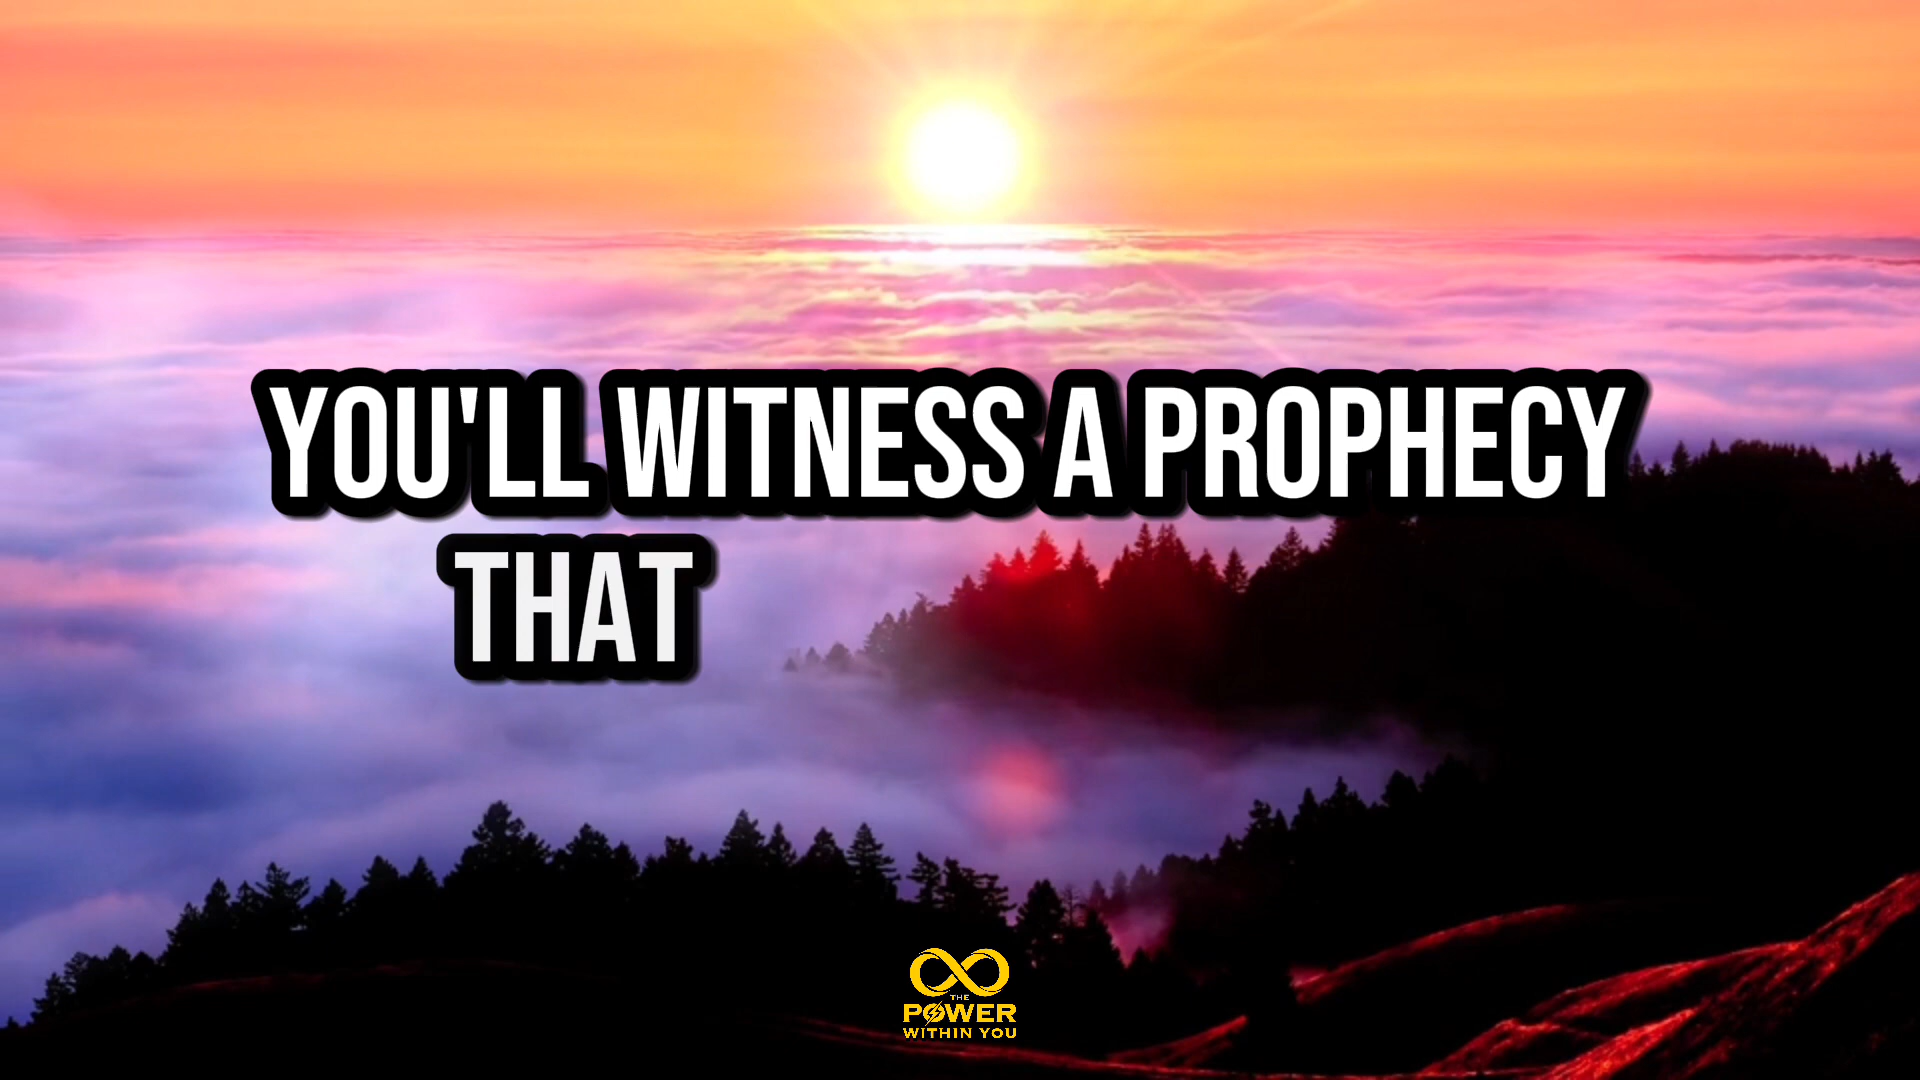 YOU'LL WITNESS A PROPHECY
THAT
THE
POWER
WITHIN YOU